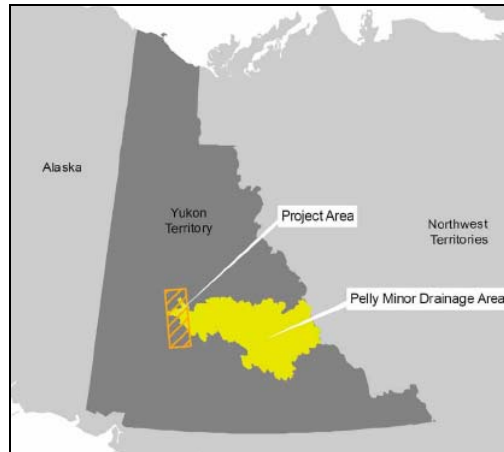 Alaska
Yukon
Territory
Project Area
Northwest
Territories
Pelly Minor Drainage Area